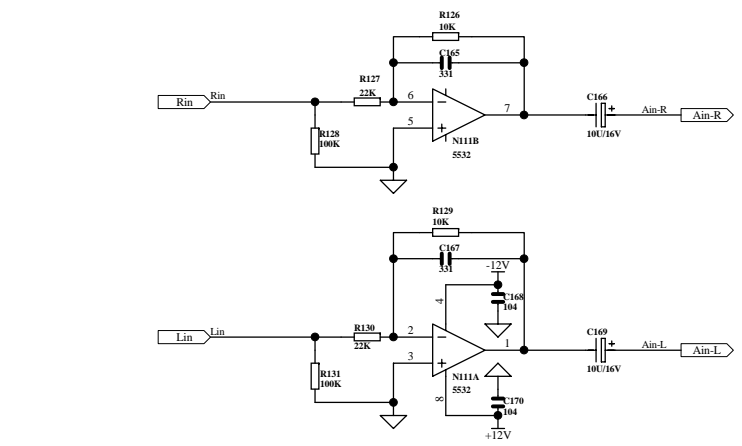 R126
10K
C165
331
R127
22K
Rin
Rin
6
5
7
R128
100K
N111B
5532
C166
+
10U/16V
Ain-R
Ain-R
R129
10K
C167
331
-12V
4
C168
104
Lin
Lin
R130
22K
2
3
1
R131
100K
N111A
5532
8
C169
+
10U/16V
Ain-L
Ain-L
C170
104
+12V